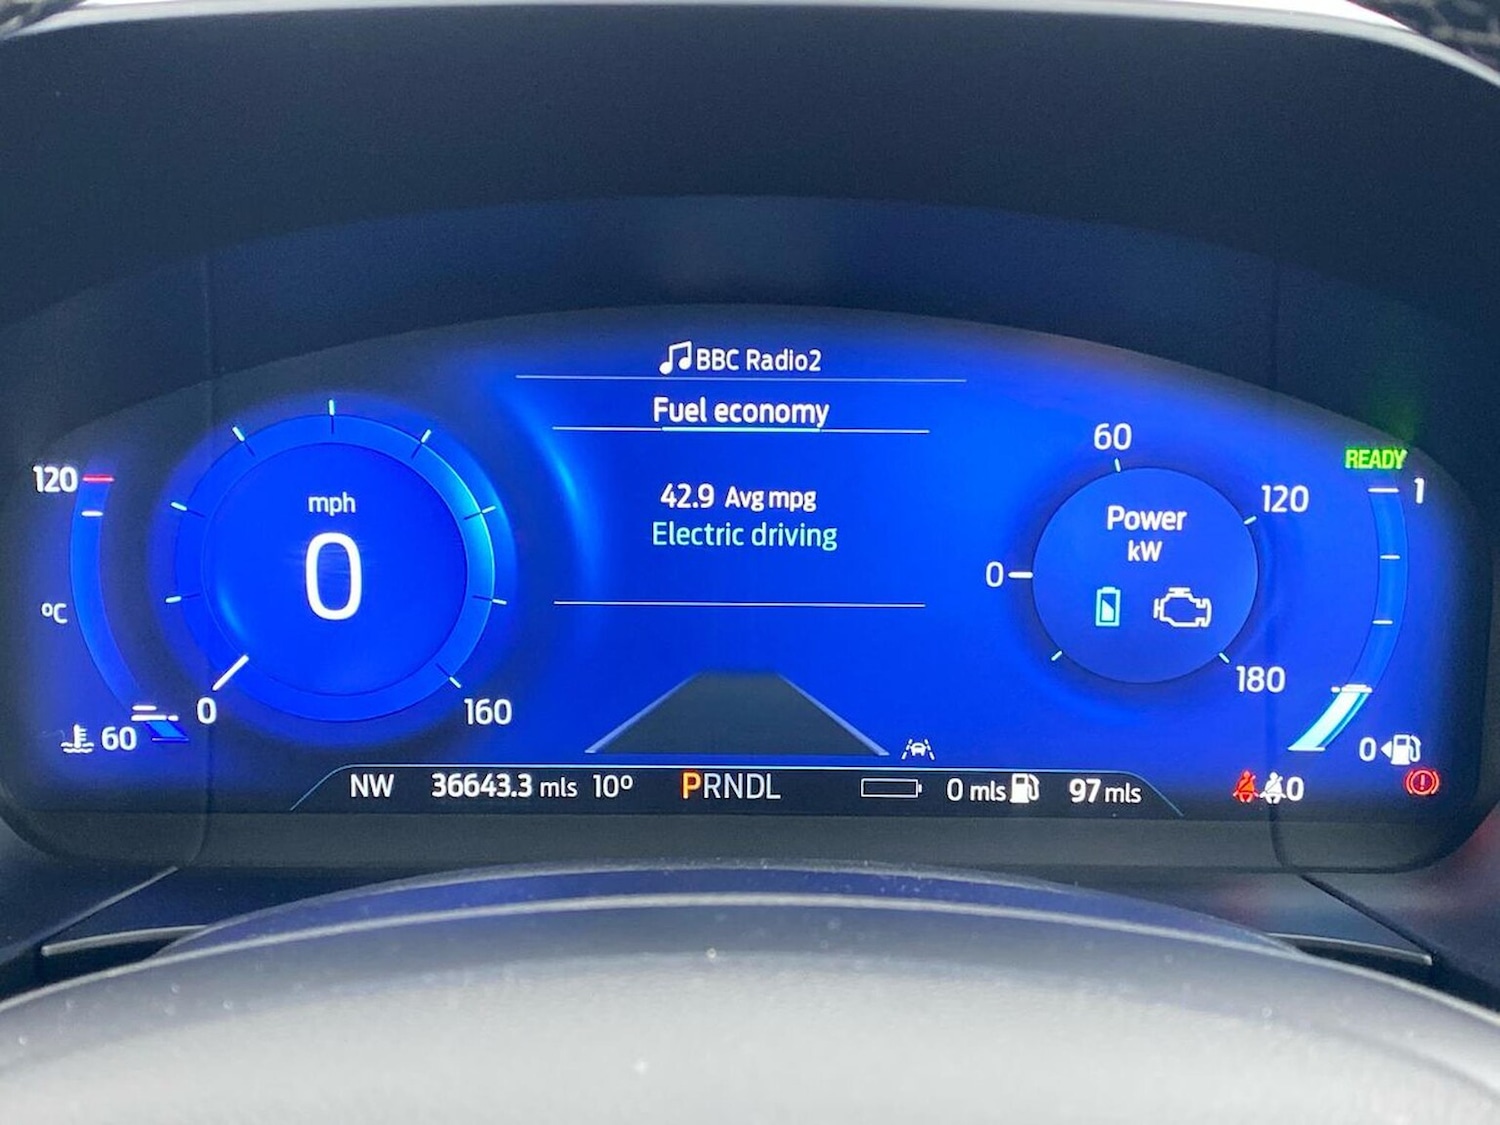 BBC Radio2
Fuel economy
42.9 Avg mpg
Electric driving
120
°C
60
mph
0
0
160
60
120
0
Power
kW
180
READY
1
0
NW 36643.3 mls 10° PRNDL 0 mls 97 mls 0